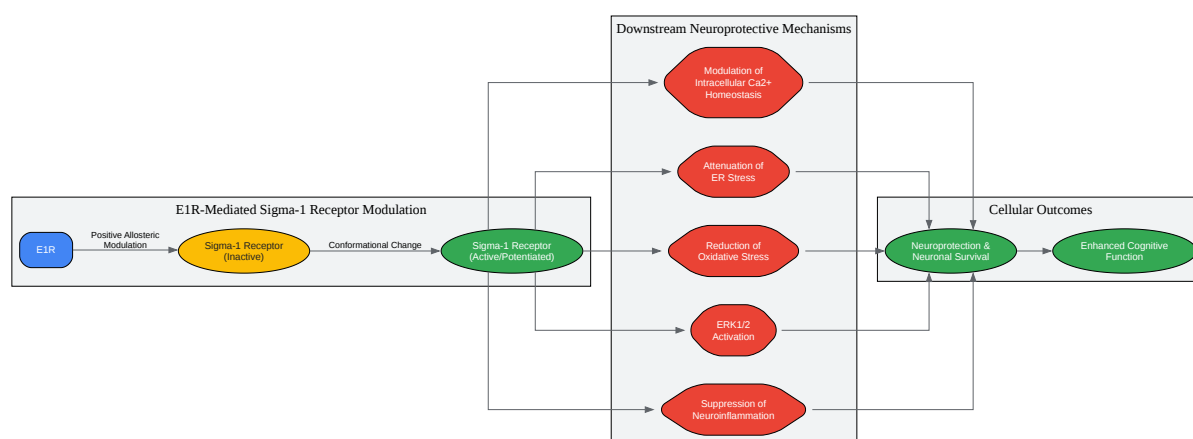 Downstream Neuroprotective Mechanisms
Modulation of
Intracellular Ca2+
Homeostasis
Attenuation of
ER Stress
E1R-Mediated Sigma-1 Receptor Modulation
Cellular Outcomes
E1R
Positive Allosteric
Modulation
Sigma-1 Receptor
(Inactive)
Conformational Change
Sigma-1 Receptor
(Active/Potentiated)
Reduction of
Oxidative Stress
Neuroprotection &
Neuronal Survival
Enhanced Cognitive
Function
ERK1/2
Activation
Suppression of
Neuroinflammation